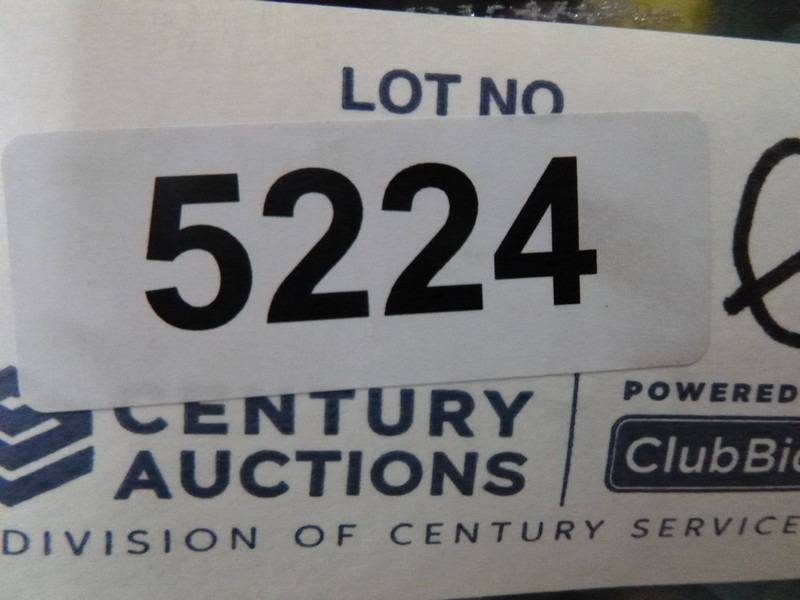 LOT NO
5224
CENTURY
AUCTIONS
POWERED
ClubBid
DIVISION OF CENTURY SERVICE